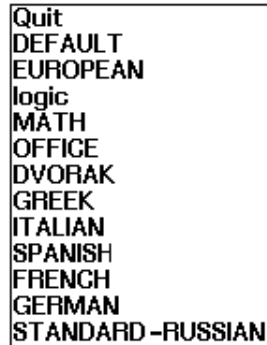 Quit
DEFAULT
EUROPEAN
logic
MATH
OFFICE
DVORAK
GREEK
ITALIAN
SPANISH
FRENCH
GERMAN
STANDARD-RUSSIAN